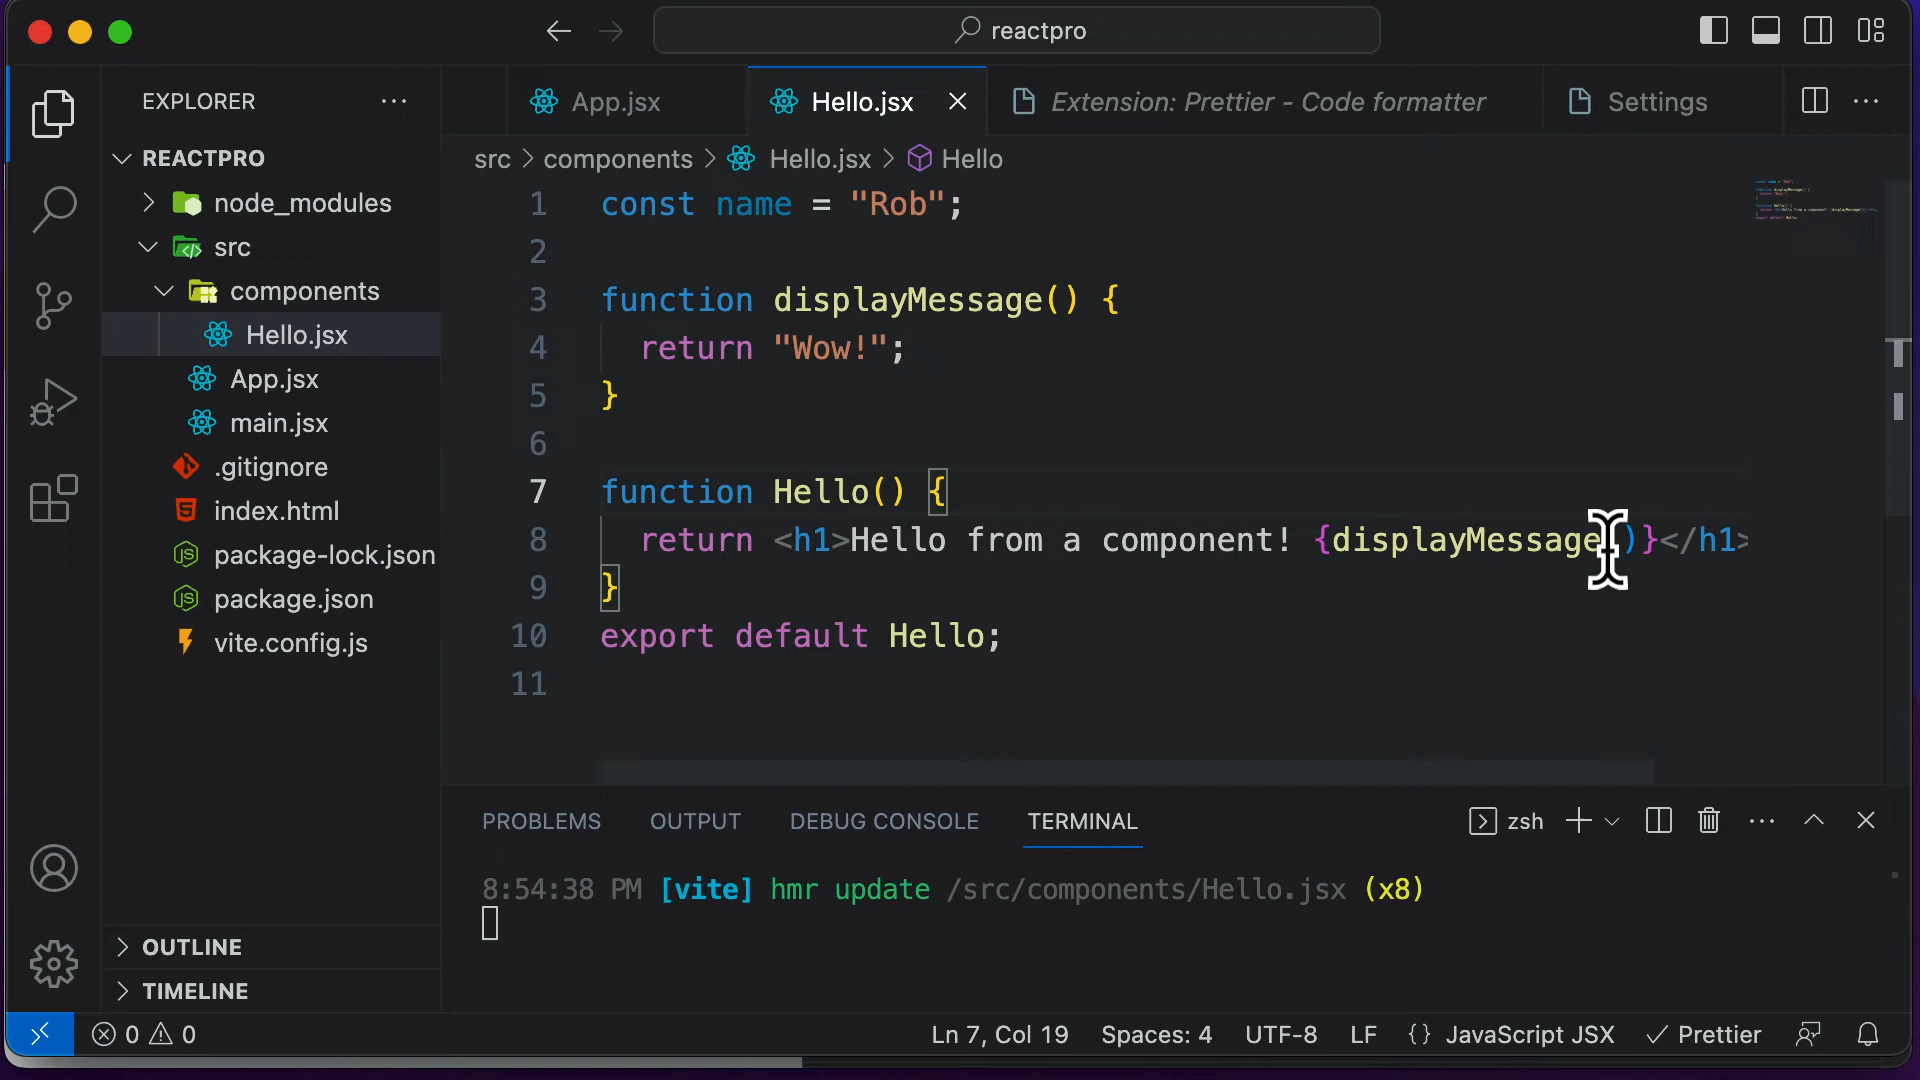 reactpro
EXPLORER
REACTPRO
node_modules
src
components
Hello.jsx
App.jsx
main.jsx
.gitignore
index.html
package-lock.json
package.json
vite.config.js
OUTLINE
TIMELINE
App.jsx Hello.jsx Extension: Prettier - Code formatter Settings
src > components > Hello.jsx > Hello
1 const name = "Rob";
2
3 function displayMessage() {
4 return "Wow!";
5 }
6
7 function Hello() {
8 return <h1>Hello from a component! {displayMessage()}</h1>
9 }
10 export default Hello;
11
PROBLEMS OUTPUT DEBUG CONSOLE TERMINAL zsh
8:54:38 PM [vite] hmr update /src/components/Hello.jsx (x8)
0 0 Ln 7, Col 19 Spaces: 4 UTF-8 LF {} JavaScript JSX Prettier